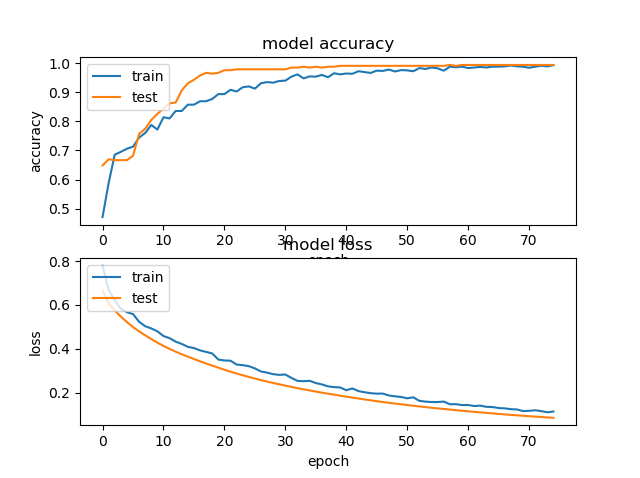 model accuracy
1.0
0.9
0.8
0.7
0.6
0.5
accuracy
train
test
0 10 20 30 40 50 60 70
epoch
model loss
0.8
0.6
0.4
0.2
loss
train
test
0 10 20 30 40 50 60 70
epoch